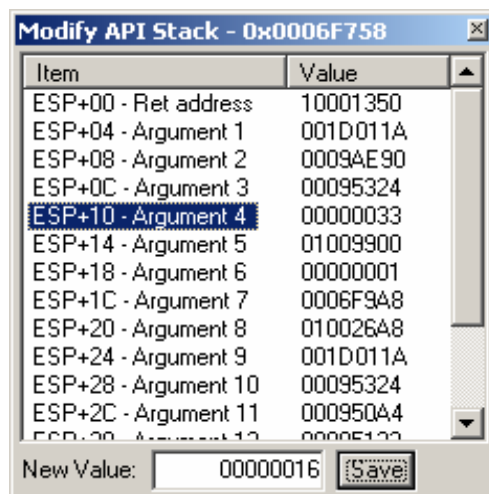 Modify API Stack - 0x0006F758
Item Value
ESP+00 - Ret address 10001350
ESP+04 - Argument 1 001D011A
ESP+08 - Argument 2 0009AE90
ESP+0C - Argument 3 00095324
ESP+10 - Argument 4 00000033
ESP+14 - Argument 5 01009900
ESP+18 - Argument 6 00000001
ESP+1C - Argument 7 0006F9A8
ESP+20 - Argument 8 010026A8
ESP+24 - Argument 9 001D011A
ESP+28 - Argument 10 00095324
ESP+2C - Argument 11 000950A4
New Value: 00000016 Save